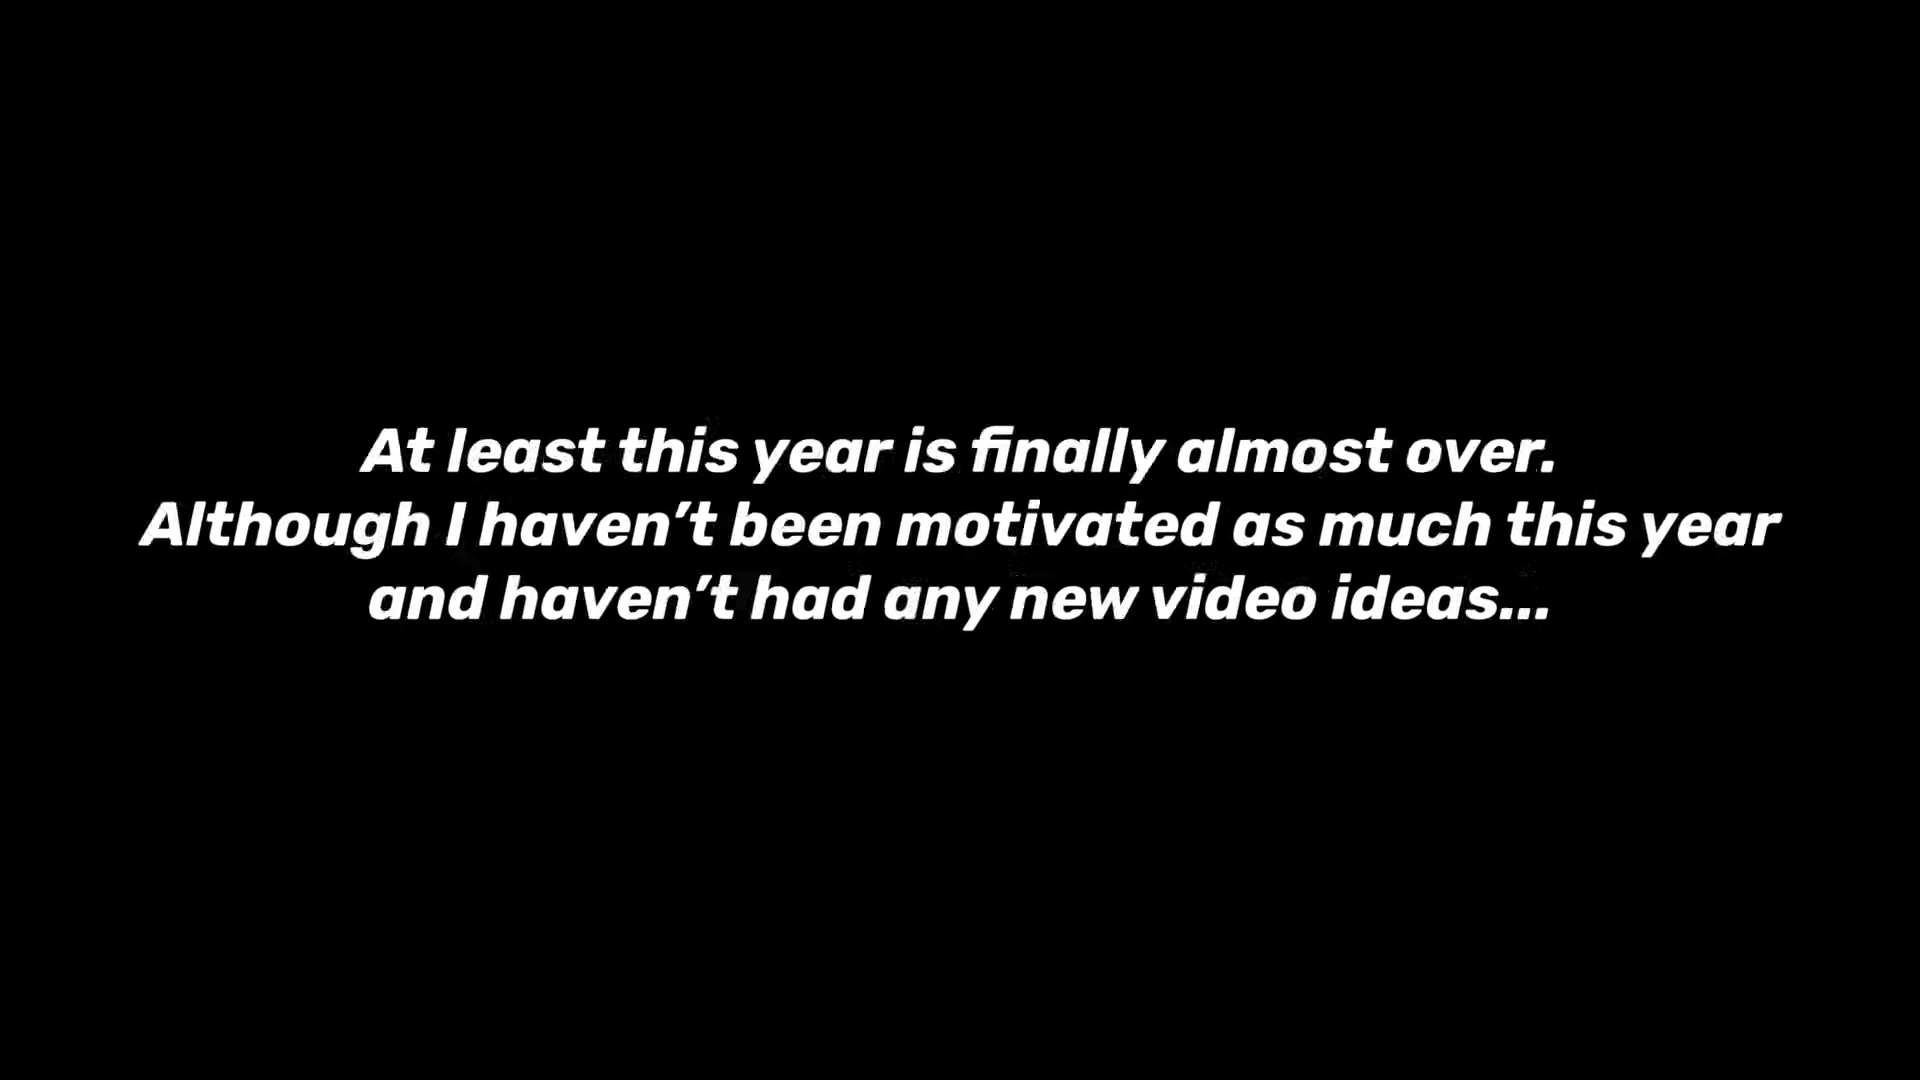 At least this year is finally almost over.
Although I haven’t been motivated as much this year
and haven’t had any new video ideas...